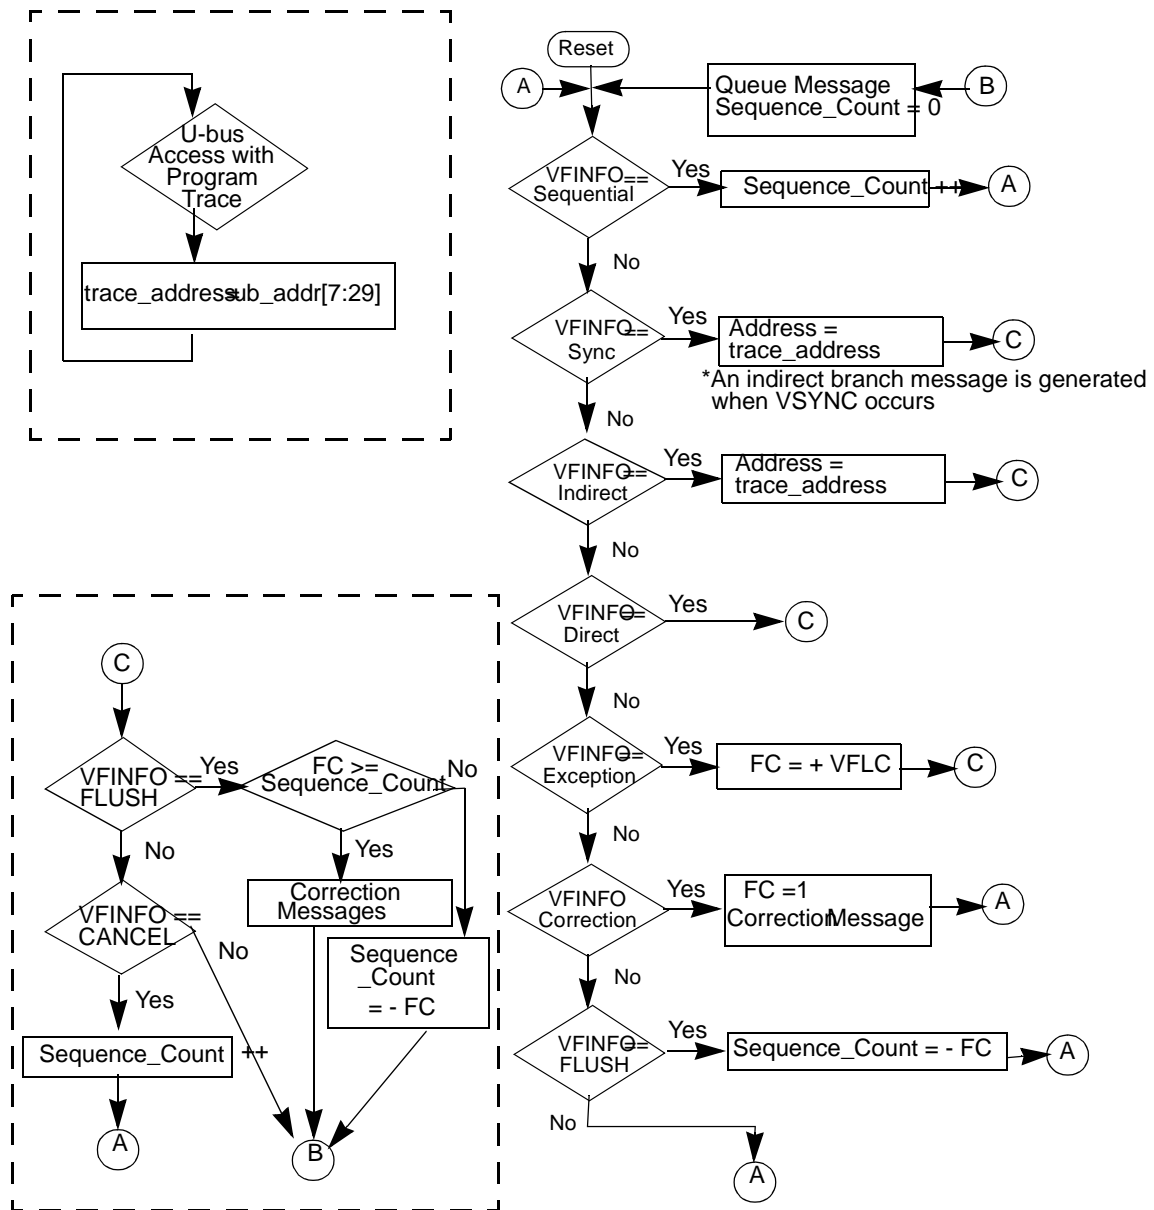 U-bus
Access with
Program
Trace
trace_address=sub_addr[7:29]
Reset
A
Queue Message
Sequence_Count = 0
B
VFINFO==
Sequential
Yes
Sequence_Count ++
A
No
VFINFO==
Sync
Yes
Address =
trace_address
C
*An indirect branch message is generated
when VSYNC occurs
No
VFINFO==
Indirect
Yes
Address =
trace_address
C
No
VFINFO==
Direct
Yes
C
No
VFINFO==
Exception
Yes
FC = + VFLC
C
No
VFINFO
Correction
Yes
FC =1
Correction Message
A
No
VFINFO==
FLUSH
Yes
Sequence_Count = - FC
A
No
A
C
VFINFO ==
FLUSH
Yes
FC >=
Sequence_Count
No
No
Yes
Correction
Messages
VFINFO ==
CANCEL
No
Sequence
_Count
= - FC
Yes
Sequence_Count ++
A
B